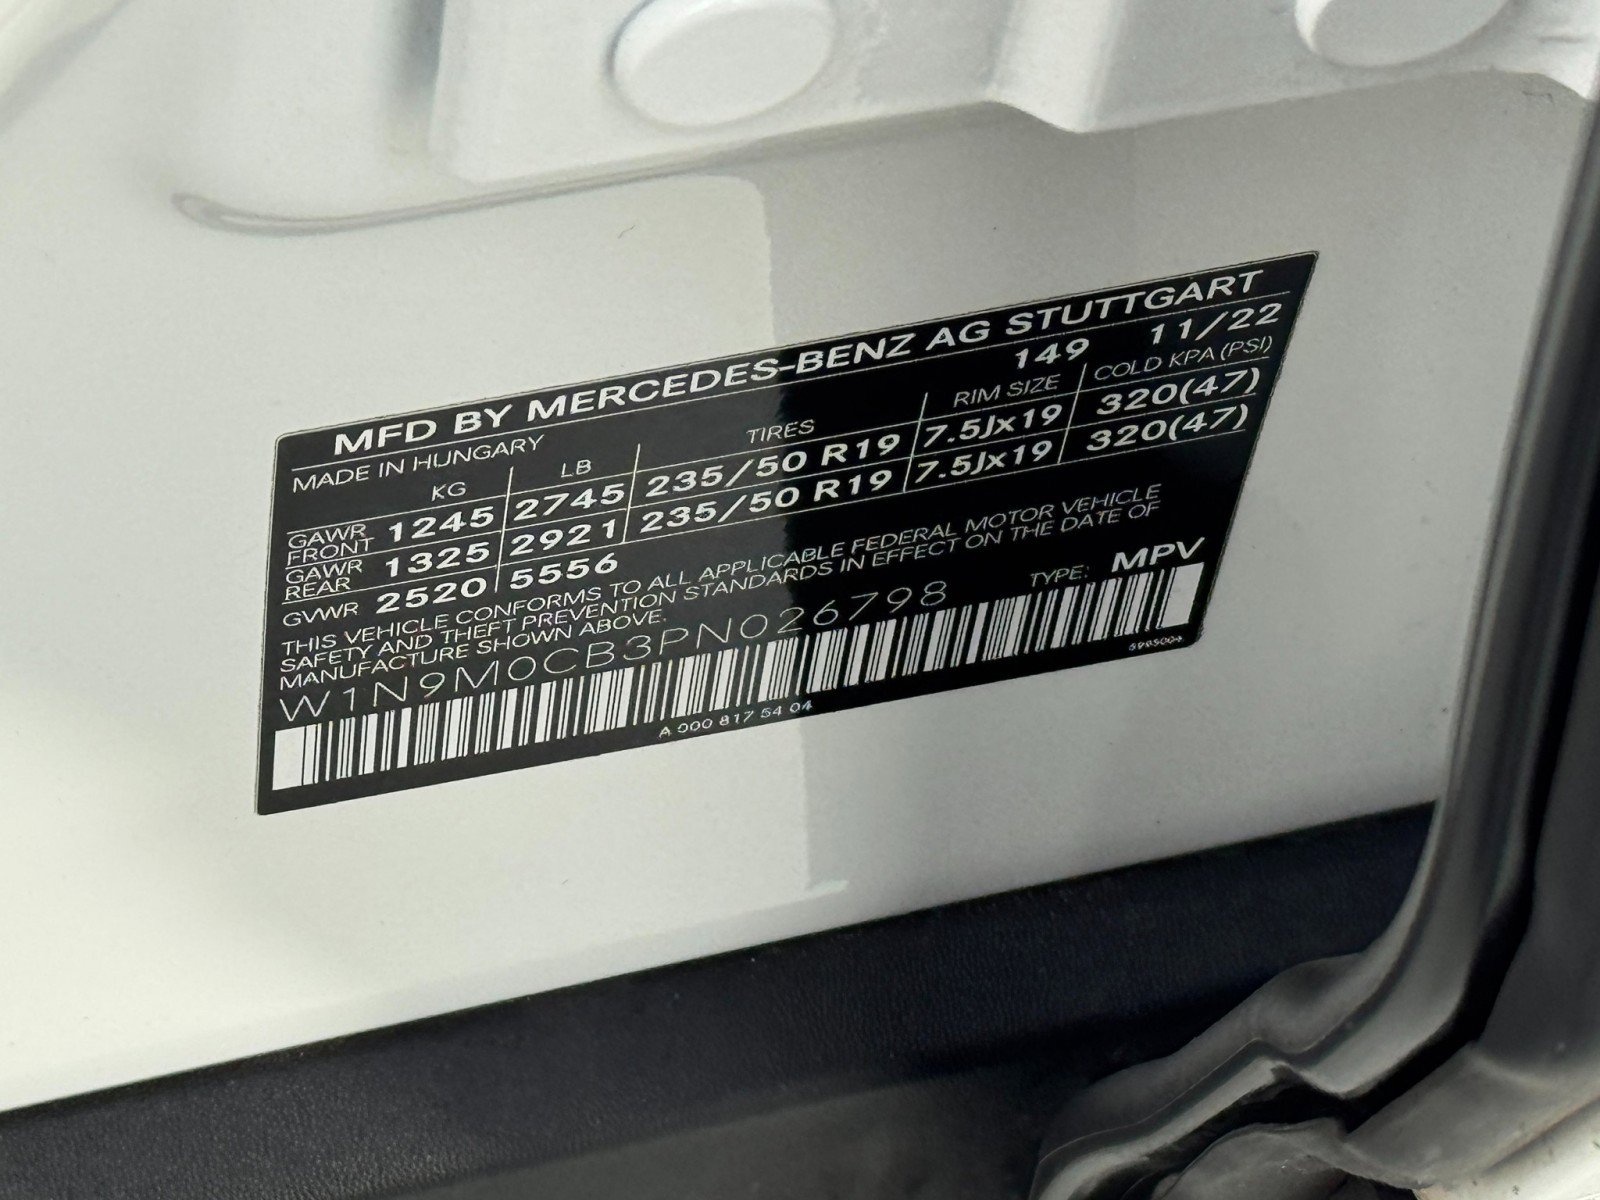 MFD BY MERCEDES-BENZ AG STUTTGART
MADE IN HUNGARY 149 11/22
KG LB TIRES RIM SIZE COLD KPA (PSI)
GAWR FRONT 1245 2745 235/50 R19 7.5Jx19 320(47)
GAWR REAR 1325 2921 235/50 R19 7.5Jx19 320(47)
GVWR 2520 5556
THIS VEHICLE CONFORMS TO ALL APPLICABLE FEDERAL MOTOR VEHICLE
SAFETY AND THEFT PREVENTION STANDARDS IN EFFECT ON THE DATE OF
MANUFACTURE SHOWN ABOVE.
W1N9M0CB3PN026798 TYPE: MPV
A 000 817 54 04